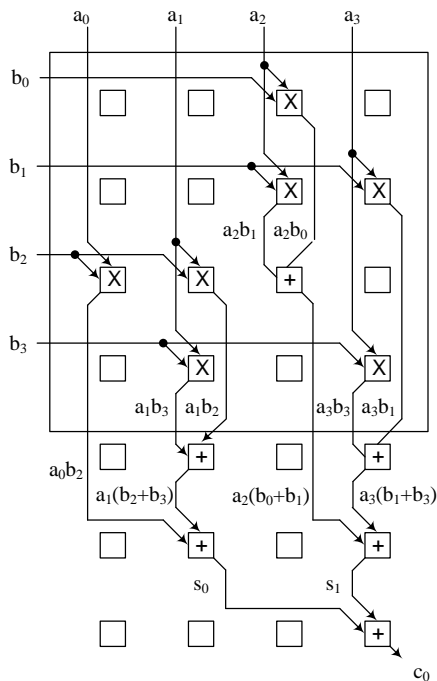 a₀ a₁ a₂ a₃
b₀
X
b₁
X X
a₂b₁ a₂b₀
b₂
X X +
b₃
X
a₁b₃ a₁b₂ a₃b₃ a₃b₁
+ +
a₀b₂
a₁(b₂+b₃) a₂(b₀+b₁) a₃(b₁+b₃)
+ +
s₀ s₁
+
c₀